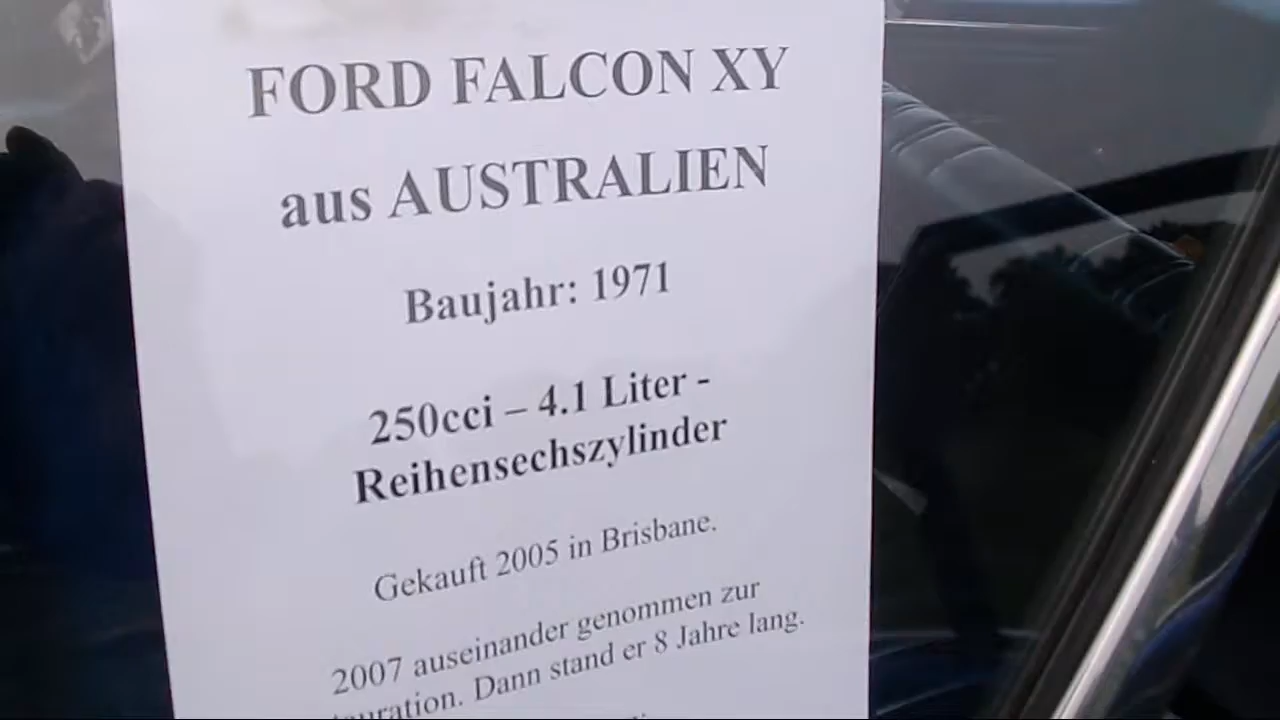 FORD FALCON XY
aus AUSTRALIEN
Baujahr: 1971
250cci – 4.1 Liter -
Reihensechszylinder
Gekauft 2005 in Brisbane.
2007 auseinander genommen zur
Dann stand er 8 Jahre lang.